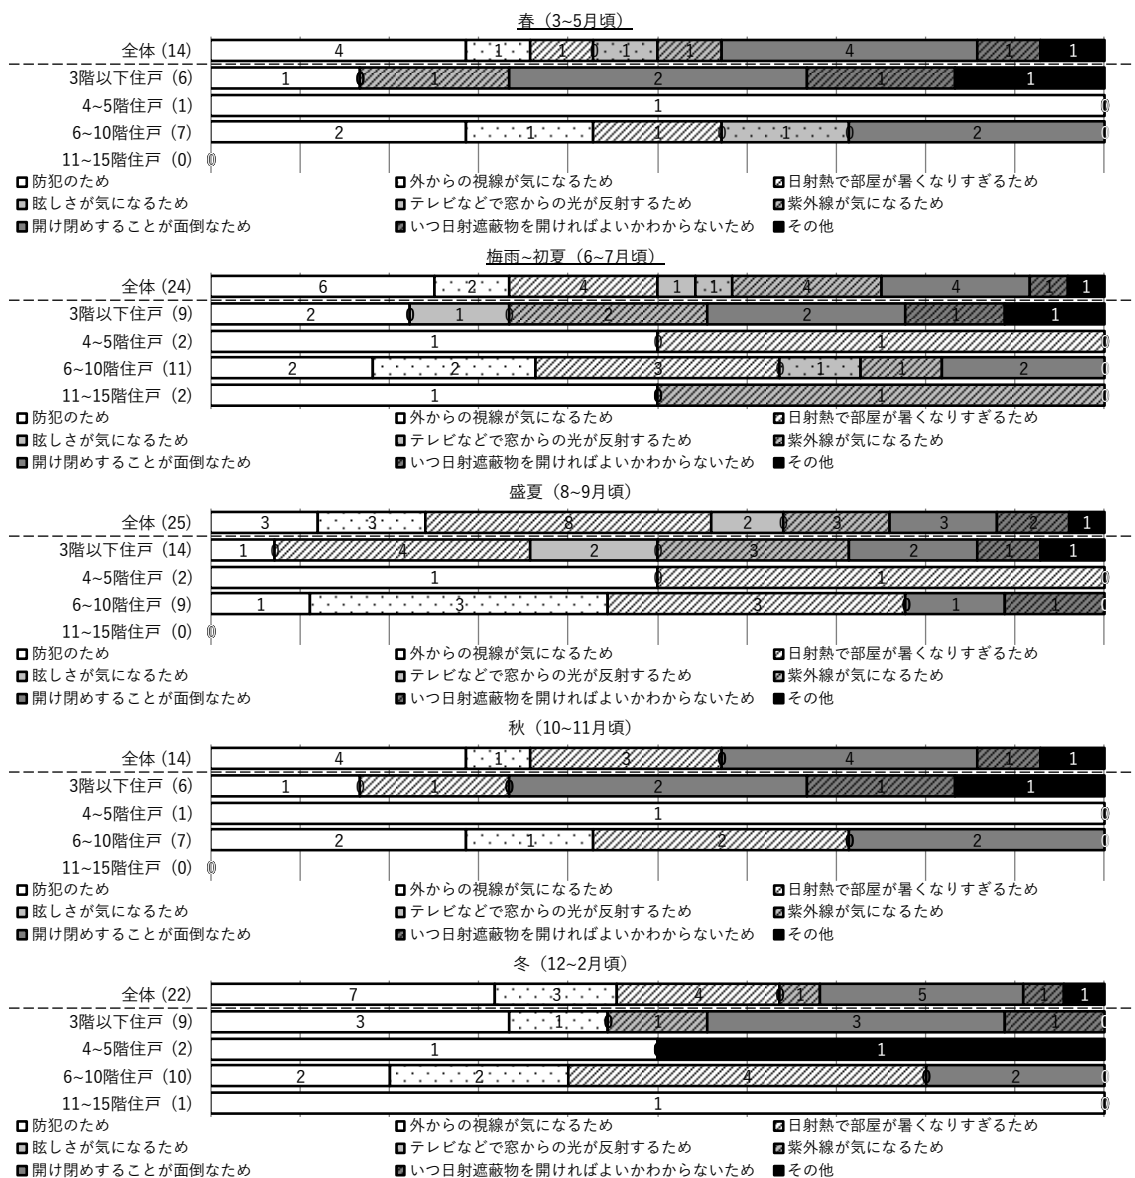 春（3~5月頃）
全体 (14) 4 1 1 0 1 1 4 1 1
3階以下住戸 (6) 1 0 1 2 1 1
4~5階住戸 (1) 1 0
6~10階住戸 (7) 2 1 1 0 1 0 2 0
11~15階住戸 (0) 0
防犯のため 外からの視線が気になるため 日射熱で部屋が暑くなりすぎるため
眩しさが気になるため テレビなどで窓からの光が反射するため 紫外線が気になるため
開け閉めすることが面倒なため いつ日射遮蔽物を開ければよいかわからないため その他
梅雨~初夏（6~7月頃）
全体 (24) 6 2 4 1 1 4 4 1 1
3階以下住戸 (9) 2 0 1 0 2 2 1 1
4~5階住戸 (2) 1 0 1 0
6~10階住戸 (11) 2 2 3 0 1 1 2 0
11~15階住戸 (2) 1 0 1 0
防犯のため 外からの視線が気になるため 日射熱で部屋が暑くなりすぎるため
眩しさが気になるため テレビなどで窓からの光が反射するため 紫外線が気になるため
開け閉めすることが面倒なため いつ日射遮蔽物を開ければよいかわからないため その他
盛夏（8~9月頃）
全体 (25) 3 3 8 2 0 3 3 2 1
3階以下住戸 (14) 1 0 4 2 0 3 2 1 1
4~5階住戸 (2) 1 0 1 0
6~10階住戸 (9) 1 3 3 0 1 1 0
11~15階住戸 (0) 0
防犯のため 外からの視線が気になるため 日射熱で部屋が暑くなりすぎるため
眩しさが気になるため テレビなどで窓からの光が反射するため 紫外線が気になるため
開け閉めすることが面倒なため いつ日射遮蔽物を開ければよいかわからないため その他
秋（10~11月頃）
全体 (14) 4 1 3 0 4 1 1
3階以下住戸 (6) 1 0 1 0 2 1 1
4~5階住戸 (1) 1 0
6~10階住戸 (7) 2 1 2 0 2 0
11~15階住戸 (0) 0
防犯のため 外からの視線が気になるため 日射熱で部屋が暑くなりすぎるため
眩しさが気になるため テレビなどで窓からの光が反射するため 紫外線が気になるため
開け閉めすることが面倒なため いつ日射遮蔽物を開ければよいかわからないため その他
冬（12~2月頃）
全体 (22) 7 3 4 0 1 5 1 1
3階以下住戸 (9) 3 1 0 1 3 1 0
4~5階住戸 (2) 1 0 1
6~10階住戸 (10) 2 2 4 0 2 0
11~15階住戸 (1) 1 0
防犯のため 外からの視線が気になるため 日射熱で部屋が暑くなりすぎるため
眩しさが気になるため テレビなどで窓からの光が反射するため 紫外線が気になるため
開け閉めすることが面倒なため いつ日射遮蔽物を開ければよいかわからないため その他